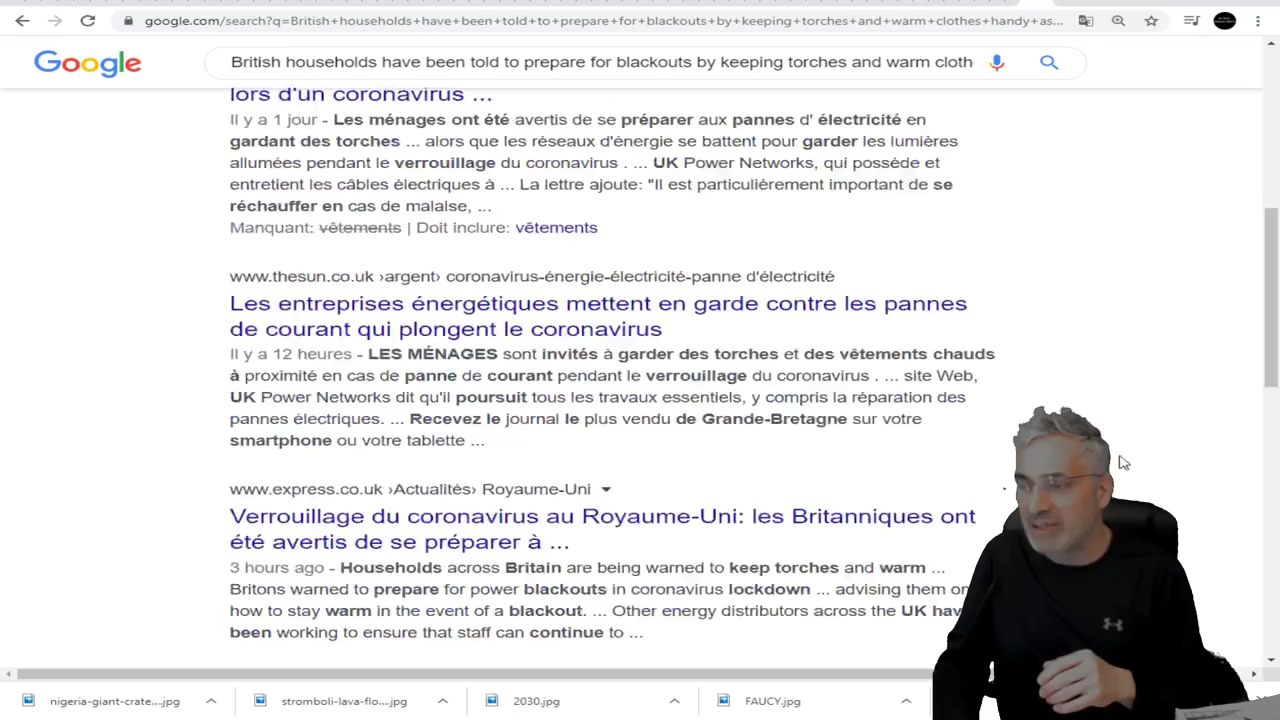 google.com/search?q=British+households+have+been+told+to+prepare+for+blackouts+by+keeping+torches+and+warm+clothes+handy+as...
Google
British households have been told to prepare for blackouts by keeping torches and warm cloth
lors d'un coronavirus ...
Il y a 1 jour - Les ménages ont été avertis de se préparer aux pannes d' électricité en
gardant des torches ... alors que les réseaux d'énergie se battent pour garder les lumières
allumées pendant le verrouillage du coronavirus . ... UK Power Networks, qui possède et
entretient les câbles électriques à ... La lettre ajoute: "Il est particulièrement important de se
réchauffer en cas de malaise, ...
Manquant: vêtements | Doit inclure: vêtements
www.thesun.co.uk ›argent› coronavirus-énergie-électricité-panne d'électricité
Les entreprises énergétiques mettent en garde contre les pannes
de courant qui plongent le coronavirus
Il y a 12 heures - LES MÉNAGES sont invités à garder des torches et des vêtements chauds
à proximité en cas de panne de courant pendant le verrouillage du coronavirus . ... site Web,
UK Power Networks dit qu'il poursuit tous les travaux essentiels, y compris la réparation des
pannes électriques. ... Recevez le journal le plus vendu de Grande-Bretagne sur votre
smartphone ou votre tablette ...
www.express.co.uk ›Actualités› Royaume-Uni
Verrouillage du coronavirus au Royaume-Uni: les Britanniques ont
été avertis de se préparer à ...
3 hours ago - Households across Britain are being warned to keep torches and warm ...
Britons warned to prepare for power blackouts in coronavirus lockdown ... advising them on
how to stay warm in the event of a blackout. ... Other energy distributors across the UK hav
been working to ensure that staff can continue to ...
nigeria-giant-crate....jpg
stromboli-lava-flo....jpg
2030.jpg
FAUCY.jpg